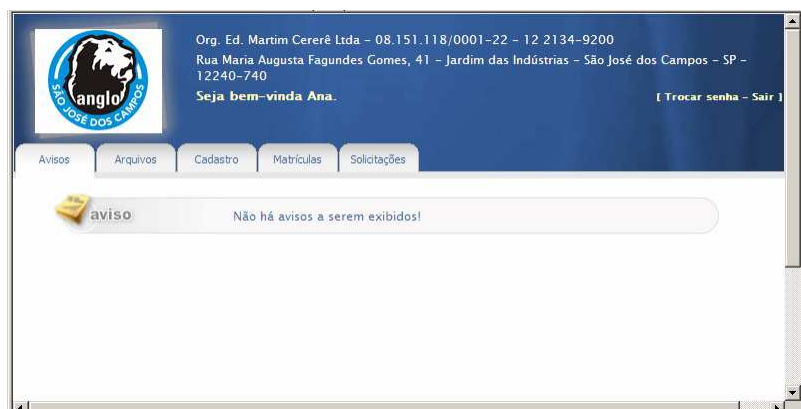 Org. Ed. Martim Cererê Ltda - 08.151.118/0001-22 - 12 2134-9200
Rua Maria Augusta Fagundes Gomes, 41 - Jardim das Indústrias - São José dos Campos - SP -
12240-740
Seja bem-vinda Ana.
[ Trocar senha - Sair ]
anglo
SÃO JOSÉ DOS CAMPOS
Avisos Arquivos Cadastro Matrículas Solicitações
aviso Não há avisos a serem exibidos!